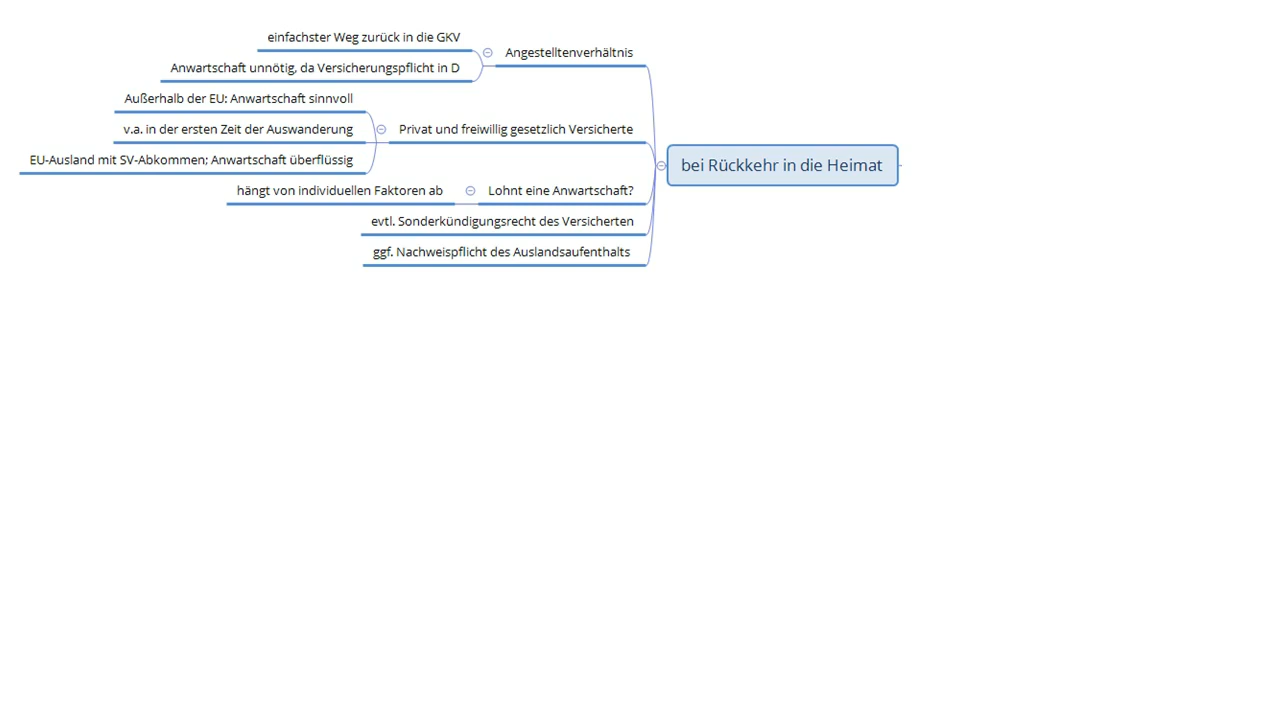 einfachster Weg zurück in die GKV
Angestelltenverhältnis
Anwartschaft unnötig, da Versicherungspflicht in D
Außerhalb der EU: Anwartschaft sinnvoll
v.a. in der ersten Zeit der Auswanderung
Privat und freiwillig gesetzlich Versicherte
EU-Ausland mit SV-Abkommen; Anwartschaft überflüssig
bei Rückkehr in die Heimat
hängt von individuellen Faktoren ab
Lohnt eine Anwartschaft?
evtl. Sonderkündigungsrecht des Versicherten
ggf. Nachweispflicht des Auslandsaufenthalts